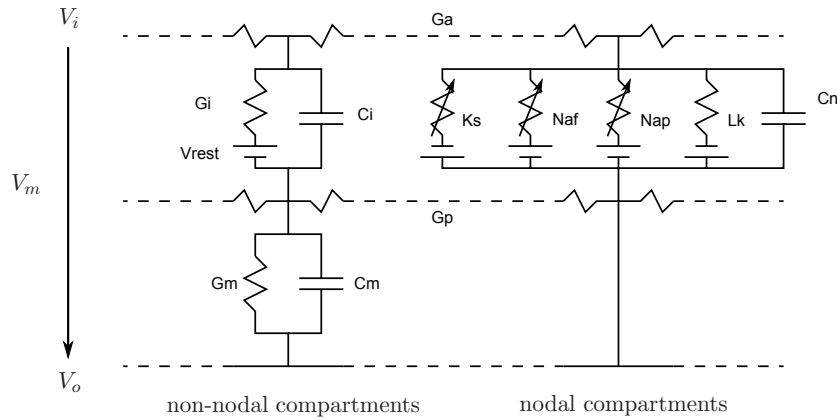 V_i
Ga
Gi
Ci
Vrest
Ks
Naf
Nap
Lk
Cn
V_m
Gp
Gm
Cm
V_o
non-nodal compartments
nodal compartments